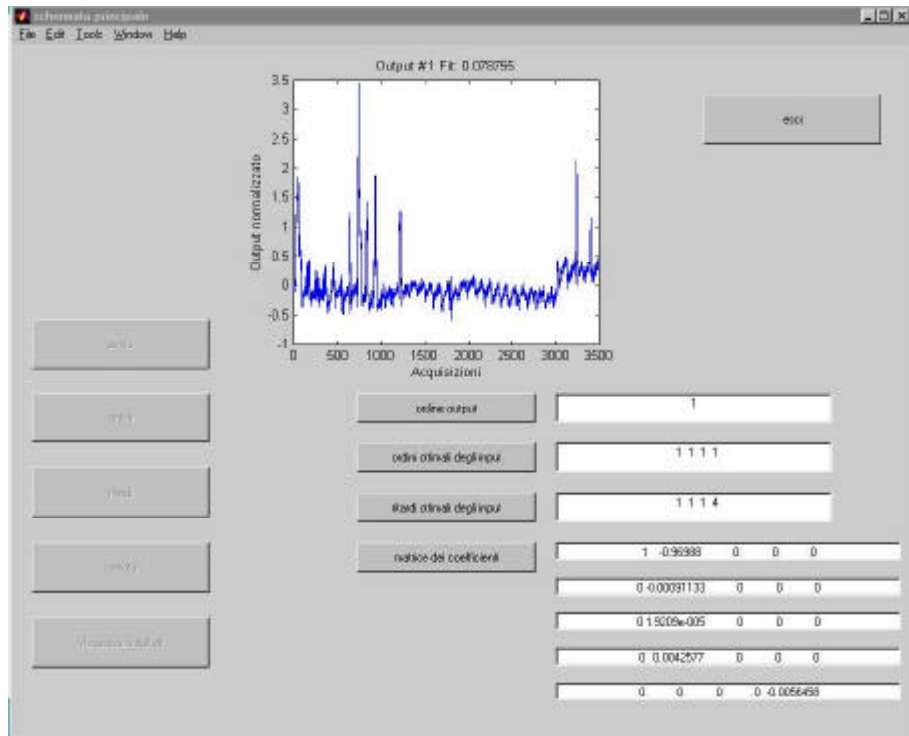 schermata principale
File Edit Tools Window Help
Output #1 Fit: 0.078755
3.5
3
2.5
2
1.5
1
0.5
0
-0.5
-1
Output normalizzato
0 500 1000 1500 2000 2500 3000 3500
Acquisizioni
esci
ordine output
1
ordini ottimali degli input
1 1 1 1
ritardi ottimali degli input
1 1 1 4
matrice dei coefficienti
1 -0.96988 0 0 0
0 -0.00091133 0 0 0
0 1.9209e-005 0 0 0
0 0.0042577 0 0 0
0 0 0 0 -0.0056498